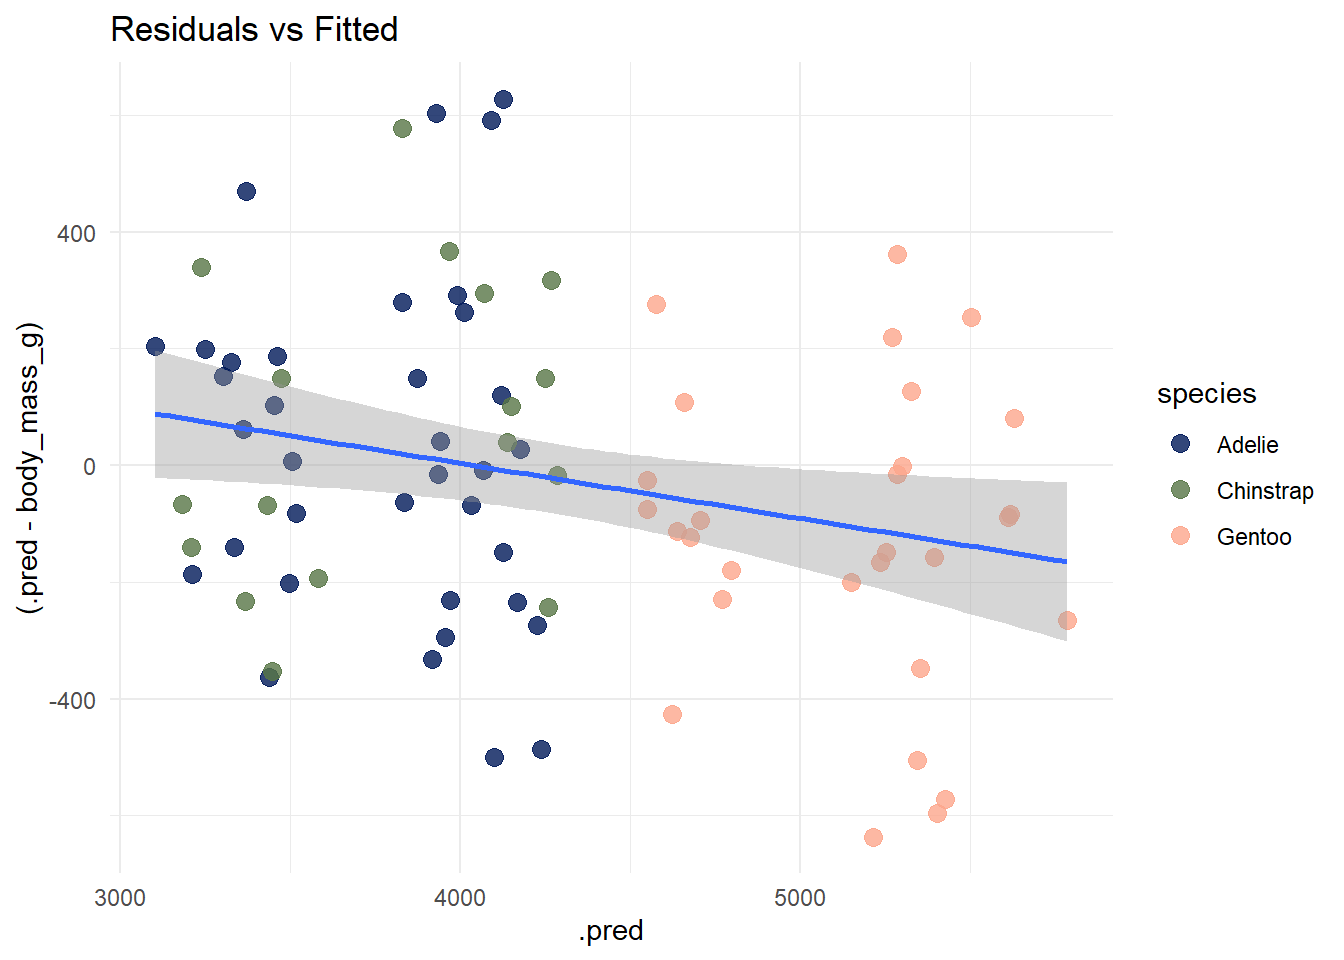 Residuals vs Fitted
(.pred - body_mass_g)
400
0
-400
3000
4000
5000
.pred
species
Adelie
Chinstrap
Gentoo